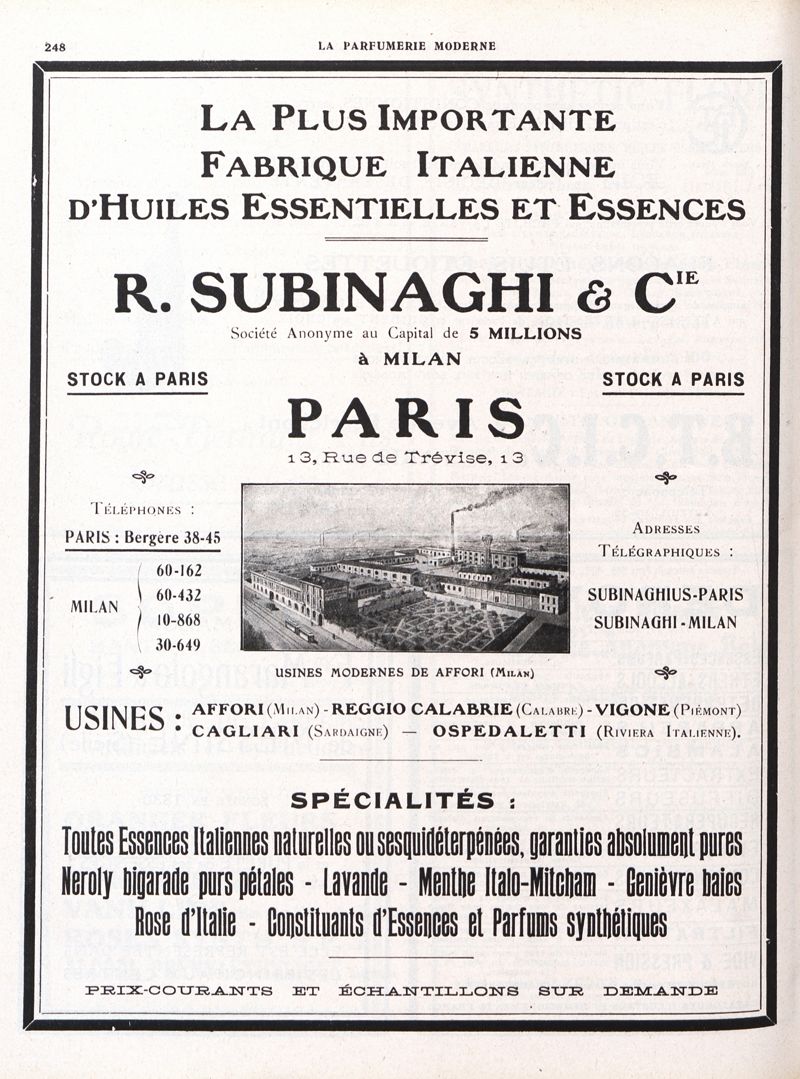 248
LA PARFUMERIE MODERNE
LA PLUS IMPORTANTE
FABRIQUE ITALIENNE
D'HUILES ESSENTIELLES ET ESSENCES
R. SUBINAGHI & CIE
Société Anonyme au Capital de 5 MILLIONS
à MILAN
STOCK A PARIS
STOCK A PARIS
PARIS
13, Rue de Trévise, 13
TÉLÉPHONES :
PARIS : Bergère 38-45
MILAN
60-162
60-432
10-868
30-649
ADRESSES
TÉLÉGRAPHIQUES :
SUBINAGHIUS-PARIS
SUBINAGHI-MILAN
USINES MODERNES DE AFFORI (MILAN)
USINES : AFFORI (MILAN) - REGGIO CALABRIE (CALABRE) - VIGONE (PIÉMONT)
CAGLIARI (SARDAIGNE) — OSPEDALETTI (RIVIERA ITALIENNE).
SPÉCIALITÉS :
Toutes Essences Italiennes naturelles ou sesquidéterpénées, garanties absolument pures
Neroly bigarade purs pétales - Lavande - Menthe Italo-Mitcham - Genièvre baies
Rose d'Italie - Constituants d'Essences et Parfums synthétiques
PRIX-COURANTS ET ÉCHANTILLONS SUR DEMANDE